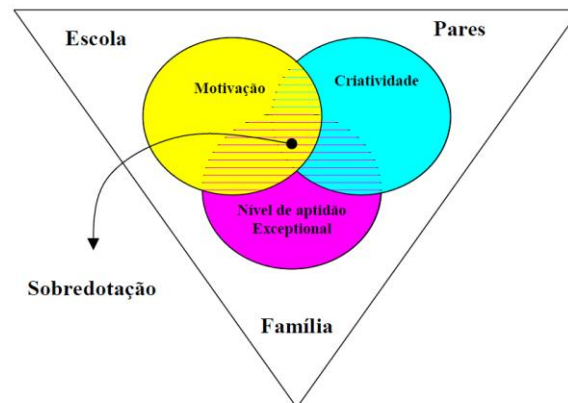 Escola
Pares
Motivação
Criatividade
Nível de aptidão
Exceptional
Sobredotação
Família